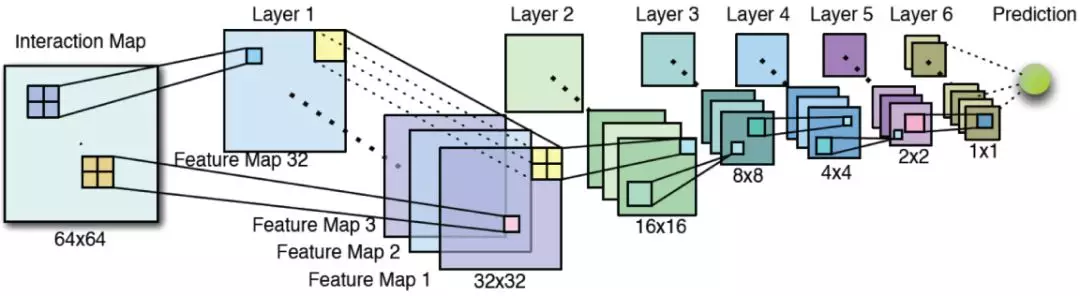 Interaction Map
64x64
Layer 1
Feature Map 32
Feature Map 3
Feature Map 2
Feature Map 1
32x32
Layer 2
16x16
Layer 3
8x8
Layer 4
4x4
Layer 5
2x2
Layer 6
1x1
Prediction